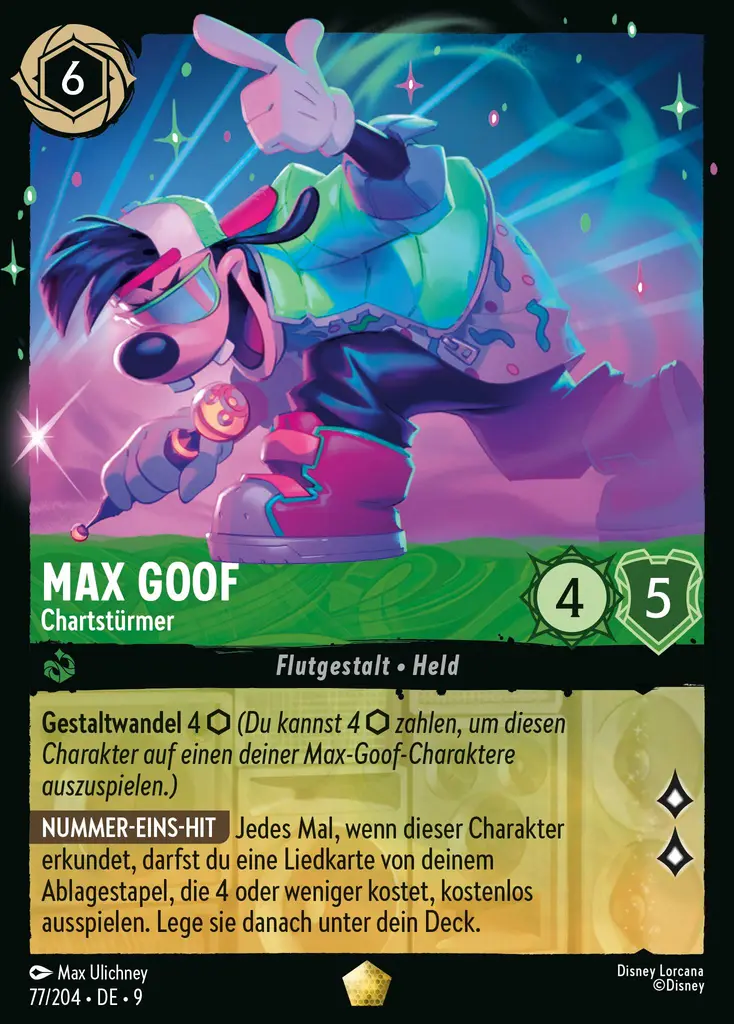 6
MAX GOOF
Chartstürmer
4
5
Flutgestalt • Held
Gestaltwandel 4 ⬡ (Du kannst 4 ⬡ zahlen, um diesen
Charakter auf einen deiner Max-Goof-Charaktere
auszuspielen.)
NUMMER-EINS-HIT Jedes Mal, wenn dieser Charakter
erkundet, darfst du eine Liedkarte von deinem
Ablagestapel, die 4 oder weniger kostet, kostenlos
ausspielen. Lege sie danach unter dein Deck.
Max Ulichney
77/204 • DE • 9
Disney Lorcana
©Disney